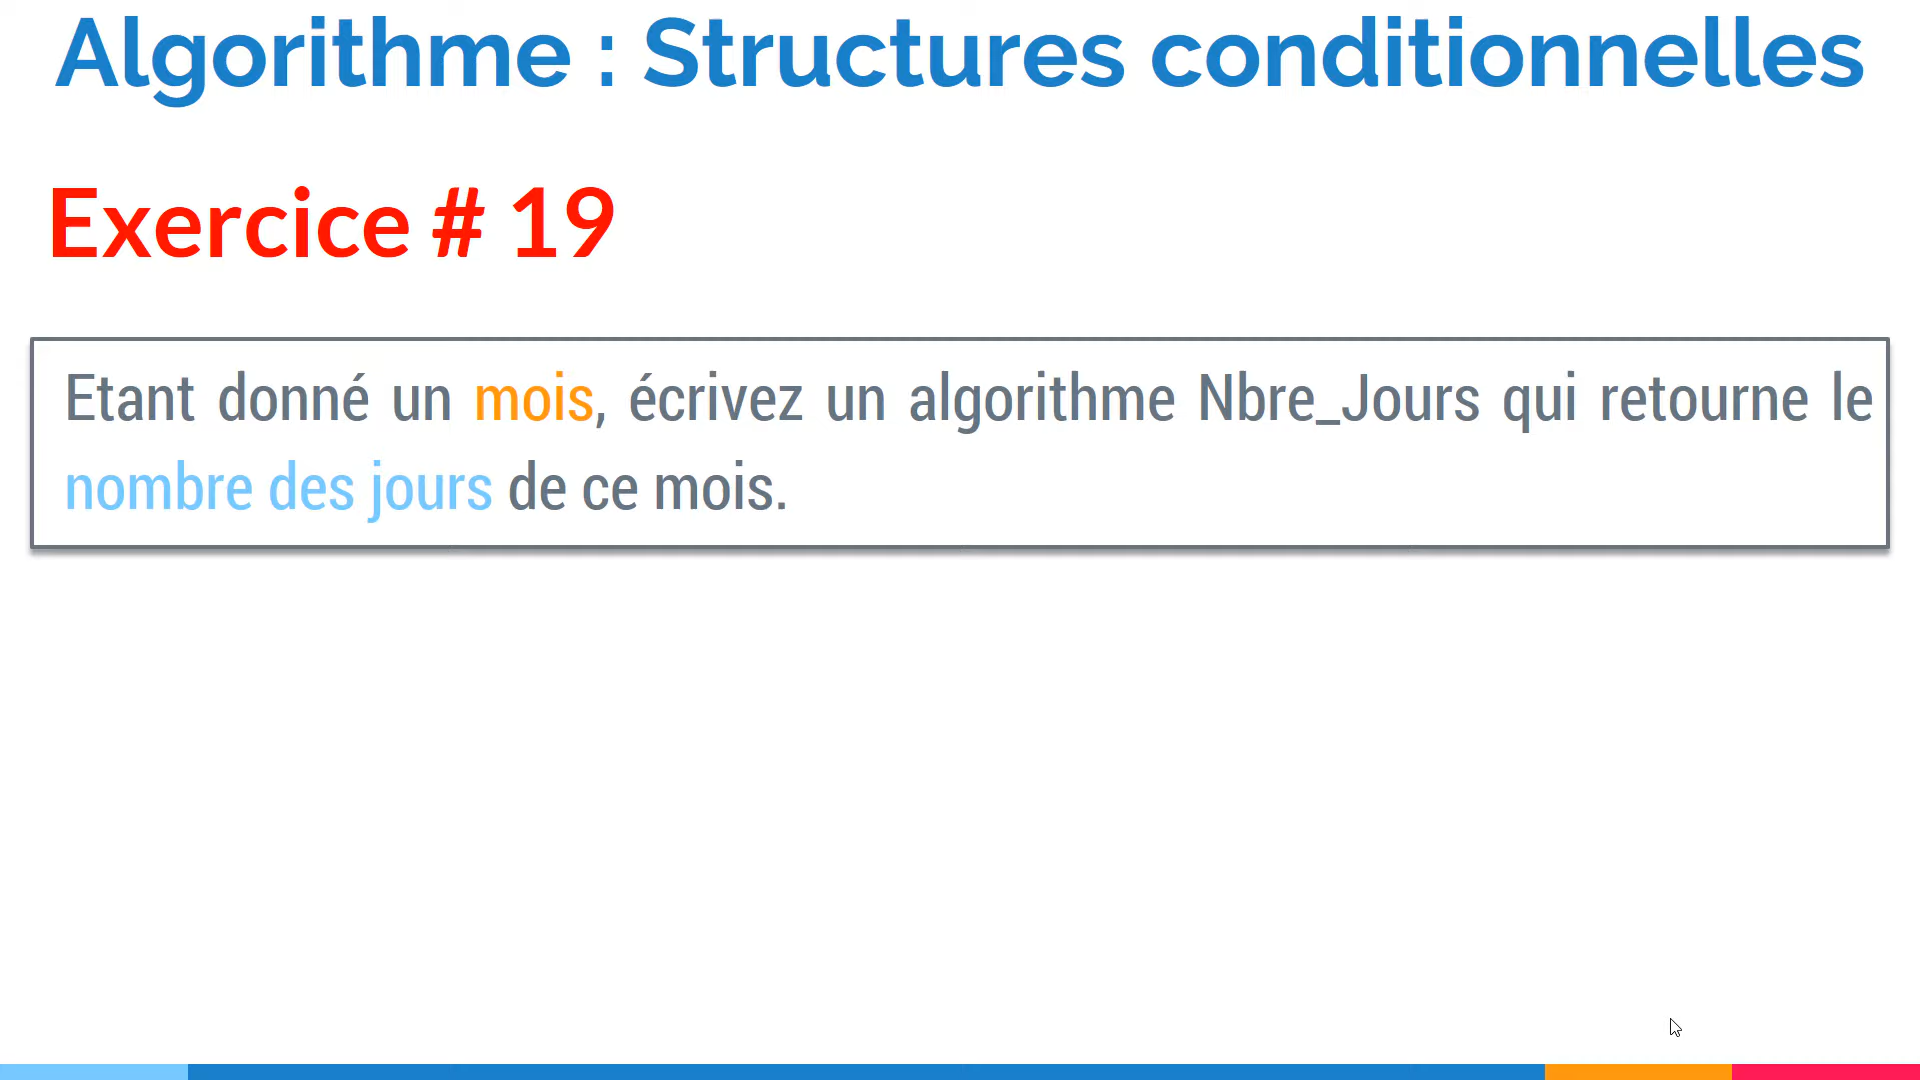 Algorithme : Structures conditionnelles
Exercice # 19
Etant donné un mois, écrivez un algorithme Nbre_Jours qui retourne le
nombre des jours de ce mois.